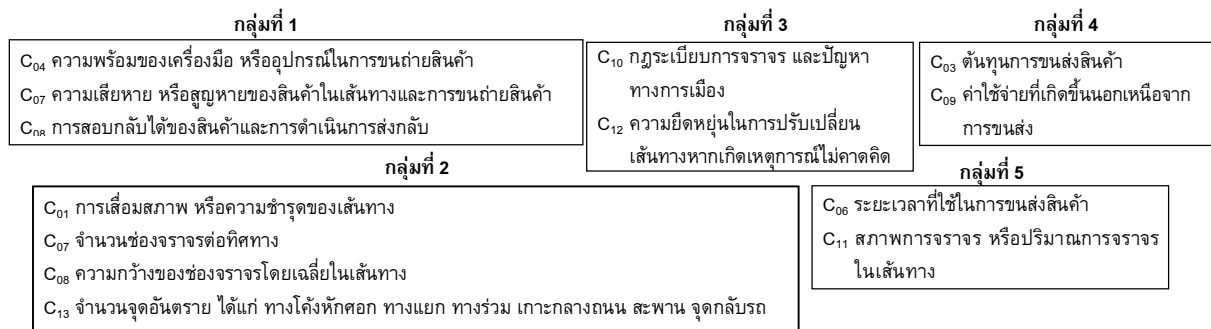 กลุ่มที่ 1
C04 ความพร้อมของเครื่องมือ หรืออุปกรณ์ในการขนถ่ายสินค้า
C07 ความเสียหาย หรือสูญหายของสินค้าในเส้นทางและการขนถ่ายสินค้า
C08 การสอบกลับได้ของสินค้าและการดำเนินการส่งกลับ
กลุ่มที่ 3
C10 กฎระเบียบการจราจร และปัญหา
ทางการเมือง
C12 ความยืดหยุ่นในการปรับเปลี่ยน
เส้นทางหากเกิดเหตุการณ์ไม่คาดคิด
กลุ่มที่ 4
C03 ต้นทุนการขนส่งสินค้า
C09 ค่าใช้จ่ายที่เกิดขึ้นนอกเหนือจาก
การขนส่ง
กลุ่มที่ 2
C01 การเสื่อมสภาพ หรือความชำรุดของเส้นทาง
C07 จำนวนช่องจราจรต่อทิศทาง
C08 ความกว้างของช่องจราจรโดยเฉลี่ยในเส้นทาง
C13 จำนวนจุดอันตราย ได้แก่ ทางโค้งหักศอก ทางแยก ทางร่วม เกาะกลางถนน สะพาน จุดกลับรถ
กลุ่มที่ 5
C06 ระยะเวลาที่ใช้ในการขนส่งสินค้า
C11 สภาพการจราจร หรือปริมาณการจราจร
ในเส้นทาง